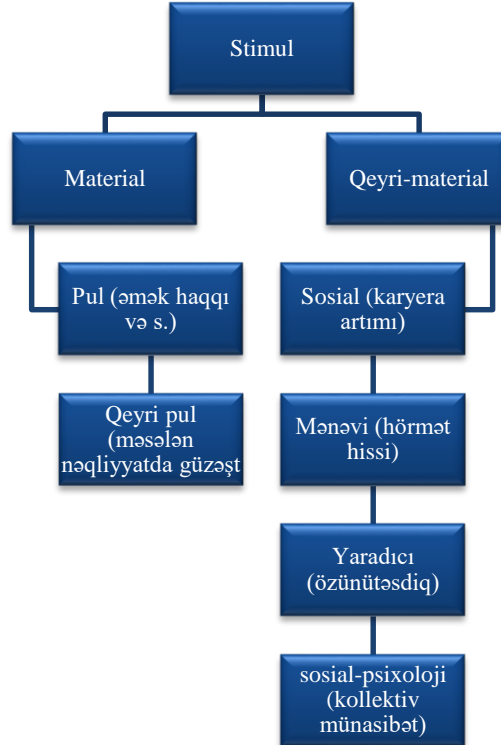 Stimul
Material
Qeyri-material
Pul (əmək haqqı
və s.)
Sosial (karyera
artımı)
Qeyri pul
(məsələn
nəqliyyatda güzəşt
Mənəvi (hörmət
hissi)
Yaradıcı
(özünütəsdiq)
sosial-psixoloji
(kollektiv
münasibət)